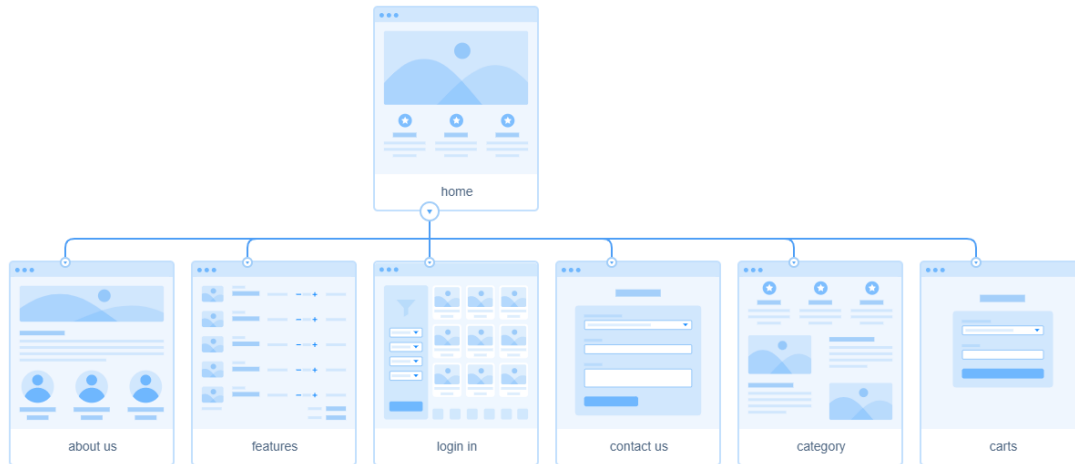 home
about us
features
login in
contact us
category
carts